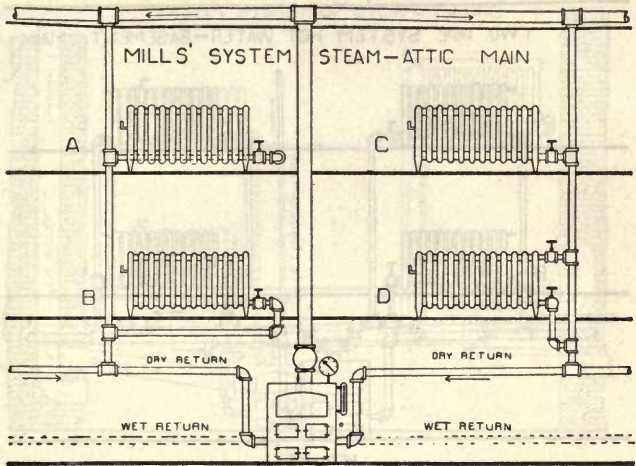 MILLS' SYSTEM STEAM-ATTIC MAIN
A
C
B
D
DRY RETURN
DRY RETURN
WET RETURN
WET RETURN